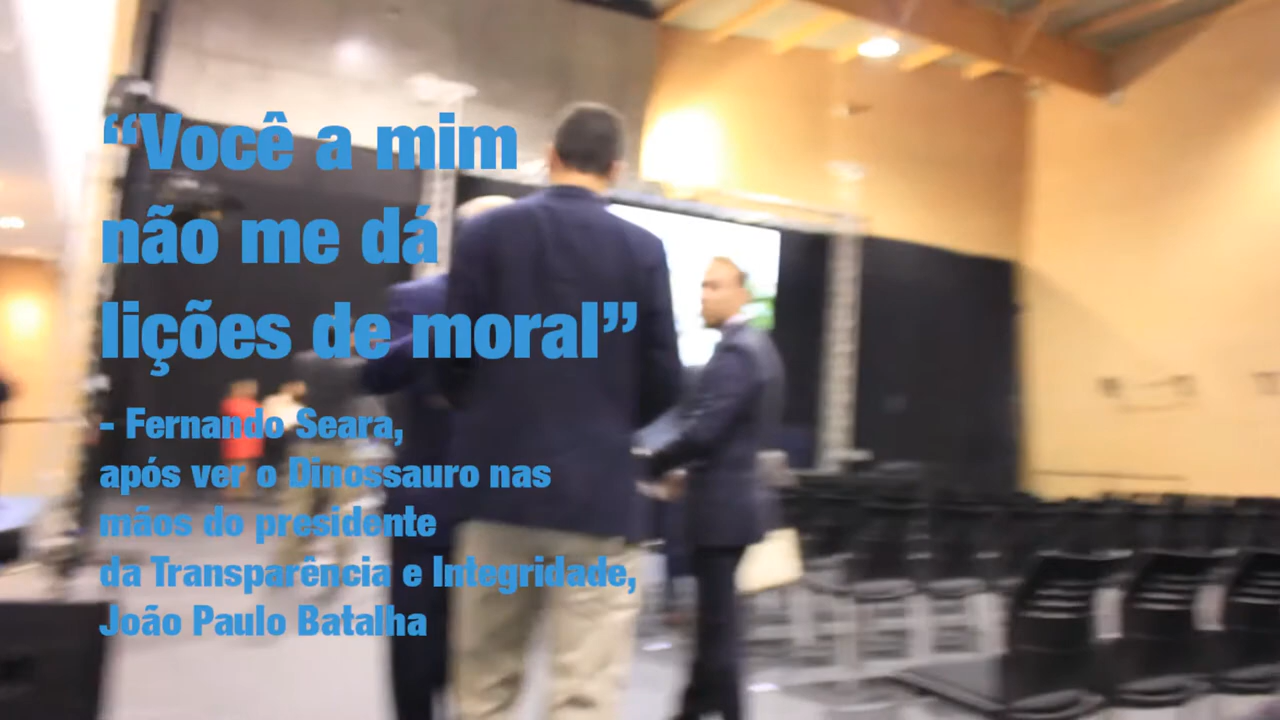 “Você a mim
não me dá
lições de moral”
- Fernando Seara,
após ver o Dinossauro nas
mãos do presidente
da Transparência e Integridade,
João Paulo Batalha